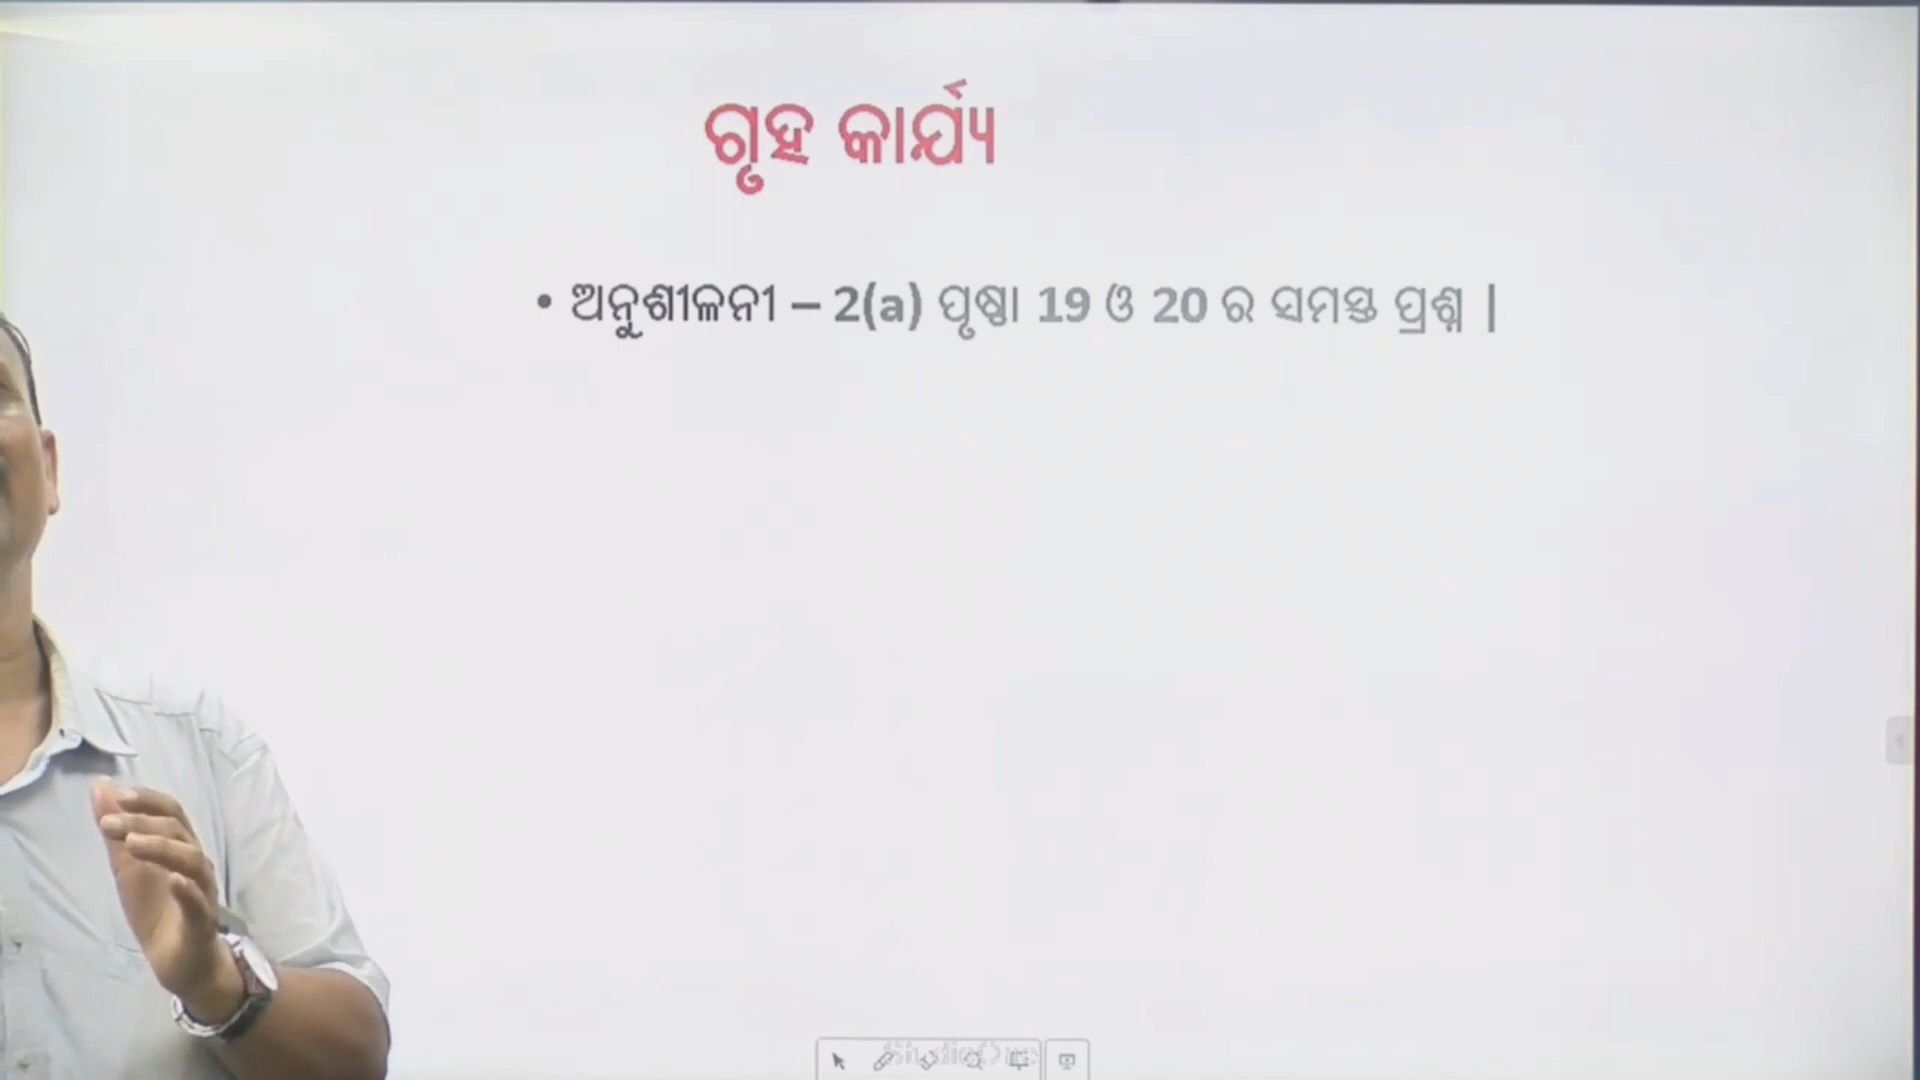 ଗୃହ କାର୍ଯ୍ୟ
• ଅନୁଶୀଳନୀ – 2(a) ପୃଷ୍ଠା 19 ଓ 20 ର ସମସ୍ତ ପ୍ରଶ୍ନ |